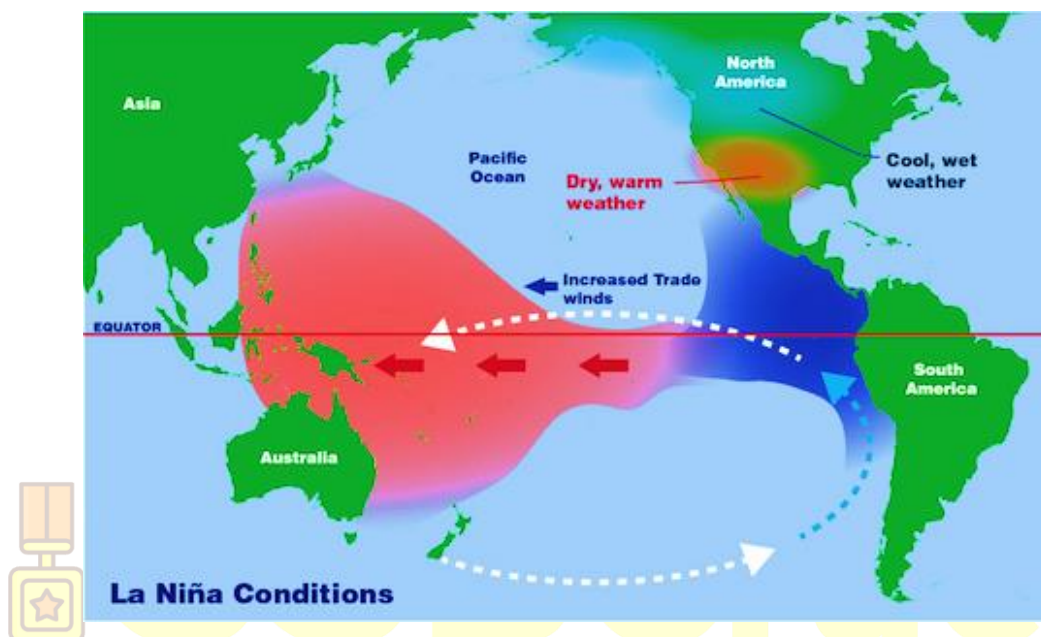 North
America
Asia
Pacific
Ocean
Cool, wet
weather
Dry, warm
weather
Increased Trade
winds
EQUATOR
South
America
Australia
La Niña Conditions